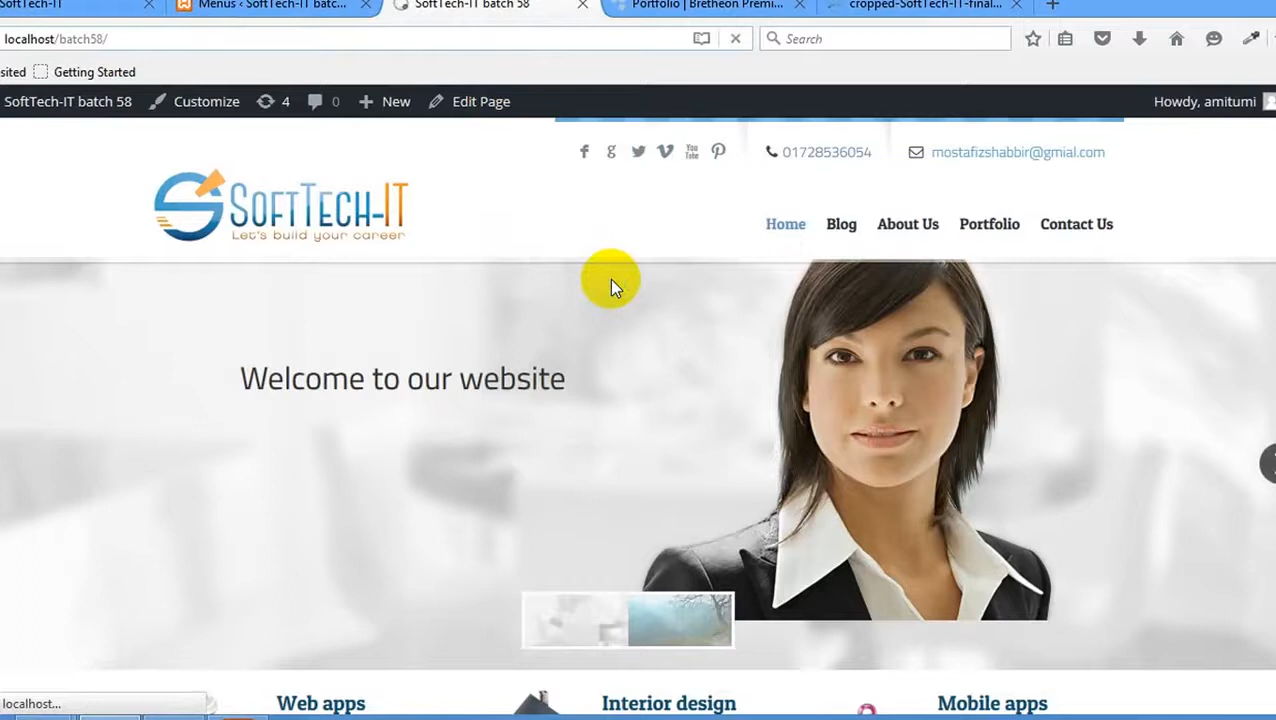 SoftTech-IT
Menus ‹ SoftTech-IT batc...
SoftTech-IT batch 58
Portfolio | Bretheon Premi...
cropped-SoftTech-IT-final...
localhost/batch58/
Search
sited
Getting Started
SoftTech-IT batch 58
Customize
4
0
New
Edit Page
Howdy, amitumi
g
You Tube
01728536054
mostafizshabbir@gmial.com
SOFTTECH-IT
Let's build your career
Home
Blog
About Us
Portfolio
Contact Us
Welcome to our website
localhost...
Web apps
Interior design
Mobile apps